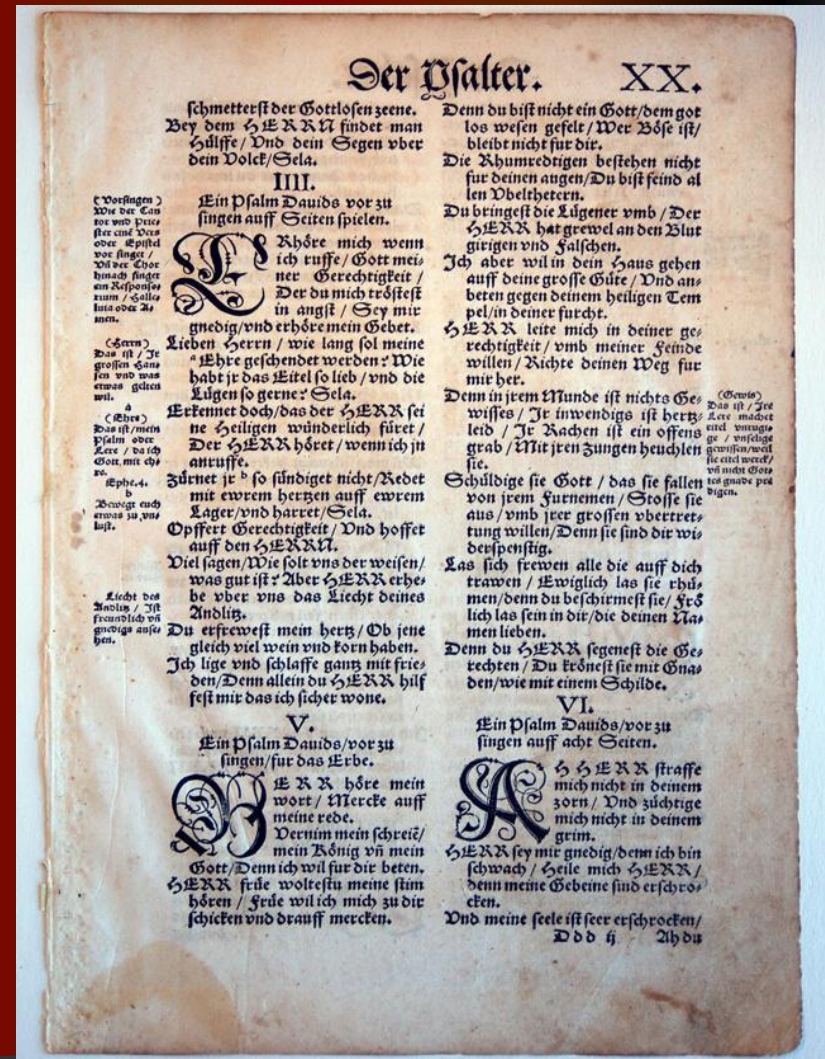 Der Psalter. XX.
schmetterst der Gottlosen zeene.
Bey dem HERRN findet man
Hülffe / Vnd dein Segen vber
dein Volck / Sela.
IIII.
Ein Psalm Dauids vor zu
singen auff Seiten spielen.
ERhöre mich wenn
ich ruffe / Gott mei⸗
ner Gerechtigkeit /
Der du mich tröstest
in angst / Sey mir
gnedig / vnd erhöre mein Gebet.
Lieben Herrn / wie lang sol meine
ᵃ Ehre geschendet werden? Wie
habt jr das Eitel so lieb / vnd die
Lügen so gerne? Sela.
Erkennet doch / das der HERR sei
ne Heiligen wünderlich füret /
Der HERR höret / wenn ich jn
anruffe.
Zürnet jr ᵇ so sündiget nicht / Redet
mit ewrem hertzen auff ewrem
Lager / vnd harret / Sela.
Opffert Gerechtigkeit / Vnd hoffet
auff den HERRN.
Viel sagen / Wie solt vns der weisen /
was gut ist? Aber HERR erhe⸗
be vber vns das Liecht deines
Andlitz.
Du erfrewest mein hertz / Ob jene
gleich viel wein vnd korn haben.
Ich lige vnd schlaffe gantz mit frie⸗
den / Denn allein du HERR hilf
fest mir das ich sicher wone.
V.
Ein Psalm Dauids / vor zu
singen / fur das Erbe.
HERR höre mein
wort / Mercke auff
meine rede.
Vernim mein schreiē /
mein König vñ mein
Gott / Denn ich wil fur dir beten.
HERR früe woltestu meine stim
hören / Früe wil ich mich zu dir
schicken vnd drauff mercken.
(Vorsingen)
Wie der Can
tor vnd Prie⸗
ster einē Vers
oder Epistel
vor singet /
Vñ der Chor
hinach singet
ein Responso⸗
rium / Halle⸗
luia oder A⸗
men.
(Herrn)
Das ist / Jr
grossen Han⸗
sen vnd was
etwas gelten
wil.
a
(Ehre)
Das ist / mein
Psalm oder
Lere / da ich
Gott mit eh⸗
re.
Ephe. 4.
b
Bewegt euch
etwas zu vn⸗
lust.
Liecht des
Andlitz / Ist
freundlich vñ
gnedigs anse⸗
hen.
Denn du bist nicht ein Gott / dem got
los wesen gefelt / Wer Böse ist /
bleibt nicht fur dir.
Die Rhumredtigen bestehen nicht
fur deinen augen / Du bist feind al
len Vbelthetern.
Du bringest die Lügener vmb / Der
HERR hat grewel an den Blut
girigen vnd Falschen.
Ich aber wil in dein Haus gehen
auff deine grosse Güte / Vnd an⸗
beten gegen deinem heiligen Tem
pel / in deiner furcht.
HERR leite mich in deiner ge⸗
rechtigkeit / vmb meiner Feinde
willen / Richte deinen Weg fur
mir her.
Denn in jrem Munde ist nichts Ge⸗
wisses / Jr inwendigs ist hertz⸗
leid / Jr Rachen ist ein offens
grab / Mit jren Zungen heuchlen
sie.
Schüldige sie Gott / das sie fallen
von jrem Furnemen / Stosse sie
aus / vmb jrer grossen vbertret⸗
tung willen / Denn sie sind dir wi⸗
derspenstig.
Las sich frewen alle die auff dich
trawen / Ewiglich las sie rhü⸗
men / denn du beschirmest sie / Frö
lich las sein in dir / die deinen Na⸗
men lieben.
Denn du HERR segenest die Ge⸗
rechten / Du krönest sie mit Gna⸗
den / wie mit einem Schilde.
VI.
Ein Psalm Dauids / vor zu
singen auff acht Seiten.
AH HERR straffe
mich nicht in deinem
zorn / Vnd züchtige
mich nicht in deinem
grim.
HERR sey mir gnedig / denn ich bin
schwach / Heile mich HERR /
denn meine Gebeine sind erschro⸗
cken.
Vnd meine seele ist seer erschrocken /
Ddd ij Ah du
(Gewis)
Das ist / Jre
Lere machet
eitel vnrugi⸗
ge / vnselige
gewissen / weil
sie eitel werck /
vñ nicht Got⸗
tes gnade pre
digen.